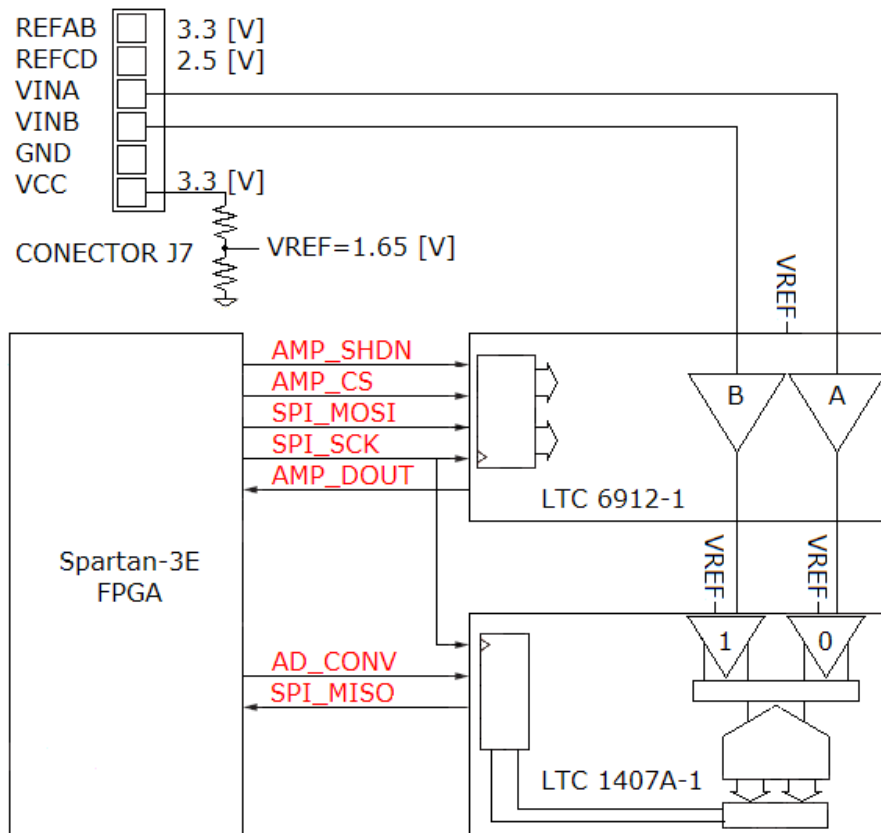 REFAB 3.3 [V]
REFCD 2.5 [V]
VINA
VINB
GND
VCC 3.3 [V]
CONECTOR J7
VREF=1.65 [V]
VREF
AMP_SHDN
AMP_CS
SPI_MOSI
SPI_SCK
AMP_DOUT
B A
LTC 6912-1
Spartan-3E
FPGA
VREF VREF
1 0
AD_CONV
SPI_MISO
LTC 1407A-1